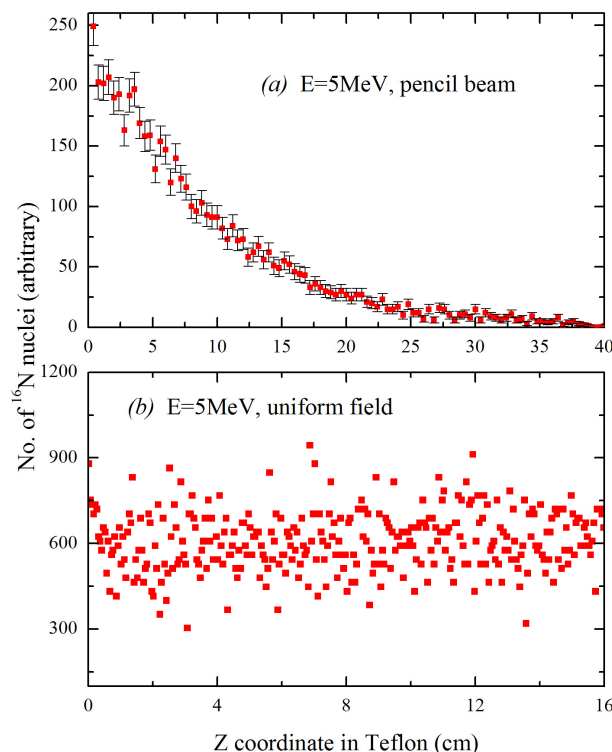 250
200
150
100
50
0
(a) E=5MeV, pencil beam
0 5 10 15 20 25 30 35 40
No. of ¹⁶N nuclei (arbitrary)
1200
900
600
300
(b) E=5MeV, uniform field
0 4 8 12 16
Z coordinate in Teflon (cm)